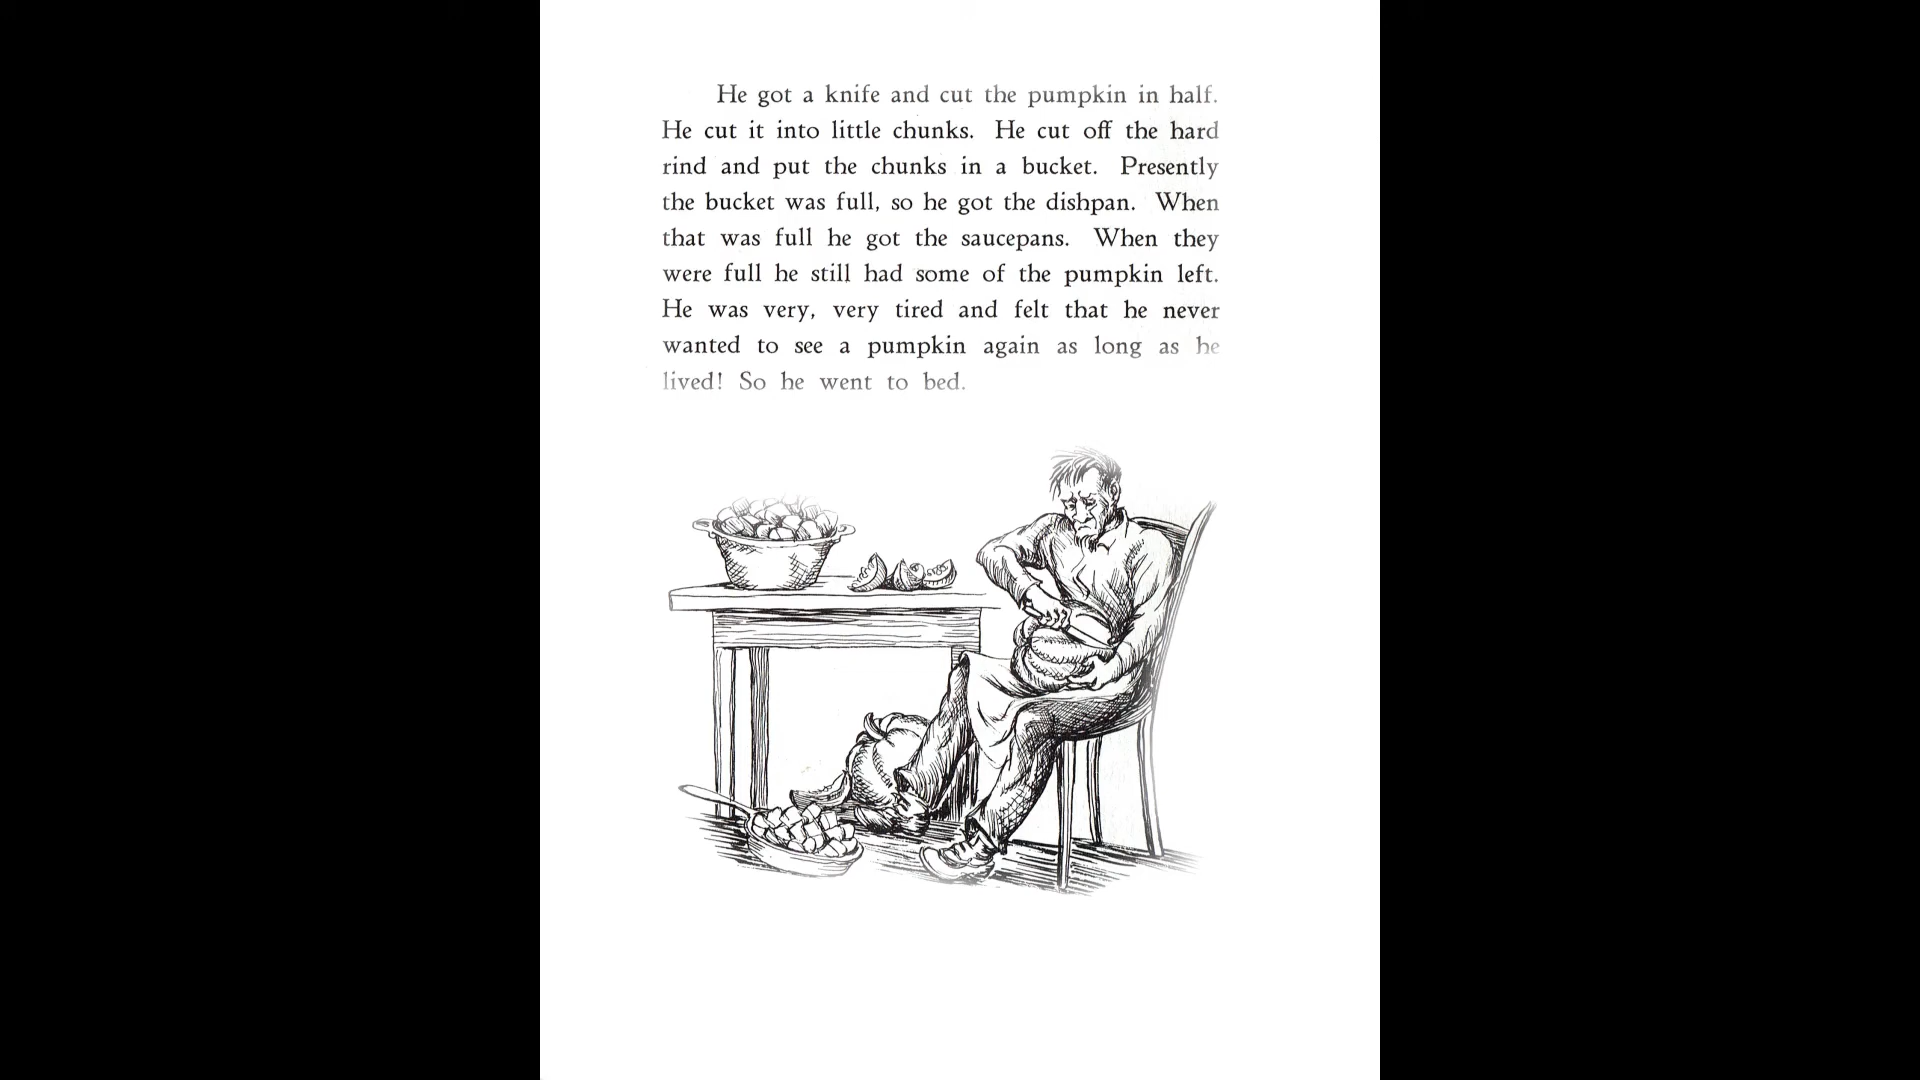 He got a knife and cut the pumpkin in half.
He cut it into little chunks. He cut off the hard
rind and put the chunks in a bucket. Presently
the bucket was full, so he got the dishpan. When
that was full he got the saucepans. When they
were full he still had some of the pumpkin left.
He was very, very tired and felt that he never
wanted to see a pumpkin again as long as he
lived! So he went to bed.